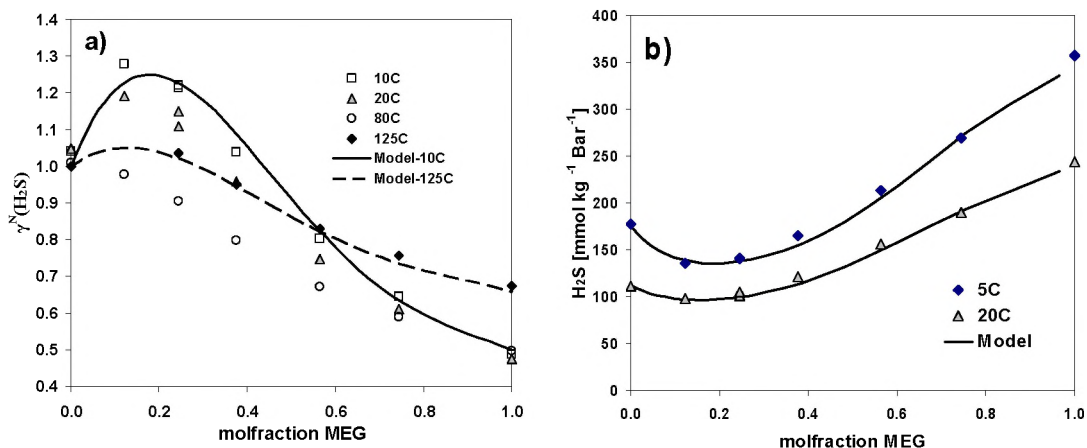 a)
1.4
1.3
1.2
1.1
1.0
0.9
0.8
0.7
0.6
0.5
0.4
γᴺ(H₂S)
10C
20C
80C
125C
Model-10C
Model-125C
0.0 0.2 0.4 0.6 0.8 1.0
molfraction MEG
b)
400
350
300
250
200
150
100
50
0
H₂S [mmol kg⁻¹ Bar⁻¹]
5C
20C
Model
0.0 0.2 0.4 0.6 0.8 1.0
molfraction MEG